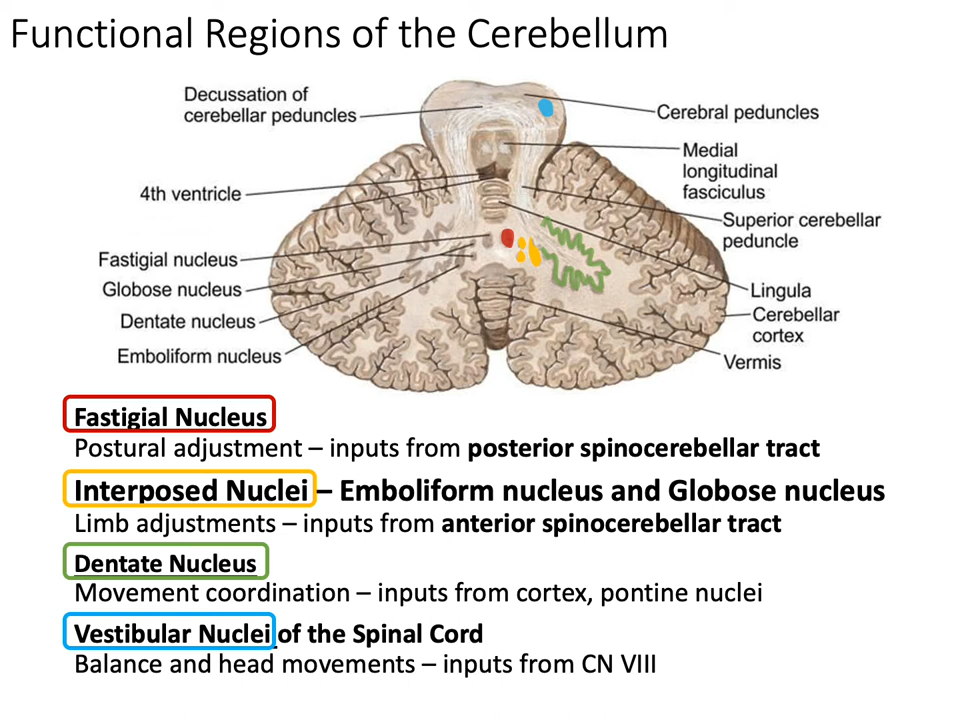 Functional Regions of the Cerebellum
Decussation of
cerebellar peduncles
Cerebral peduncles
Medial
longitudinal
fasciculus
4th ventricle
Superior cerebellar
peduncle
Fastigial nucleus
Globose nucleus
Lingula
Cerebellar
cortex
Dentate nucleus
Emboliform nucleus
Vermis
Fastigial Nucleus
Postural adjustment – inputs from posterior spinocerebellar tract
Interposed Nuclei – Emboliform nucleus and Globose nucleus
Limb adjustments – inputs from anterior spinocerebellar tract
Dentate Nucleus
Movement coordination – inputs from cortex, pontine nuclei
Vestibular Nuclei of the Spinal Cord
Balance and head movements – inputs from CN VIII